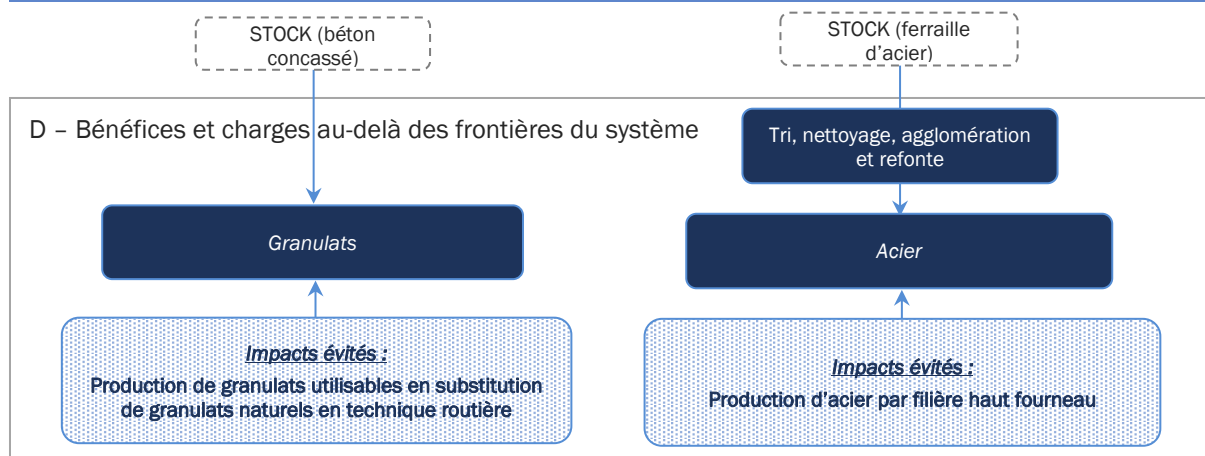 STOCK (béton
concassé)
STOCK (ferraille
d’acier)
D – Bénéfices et charges au-delà des frontières du système
Tri, nettoyage, agglomération
et refonte
Granulats
Acier
Impacts évités :
Production de granulats utilisables en substitution
de granulats naturels en technique routière
Impacts évités :
Production d’acier par filière haut fourneau